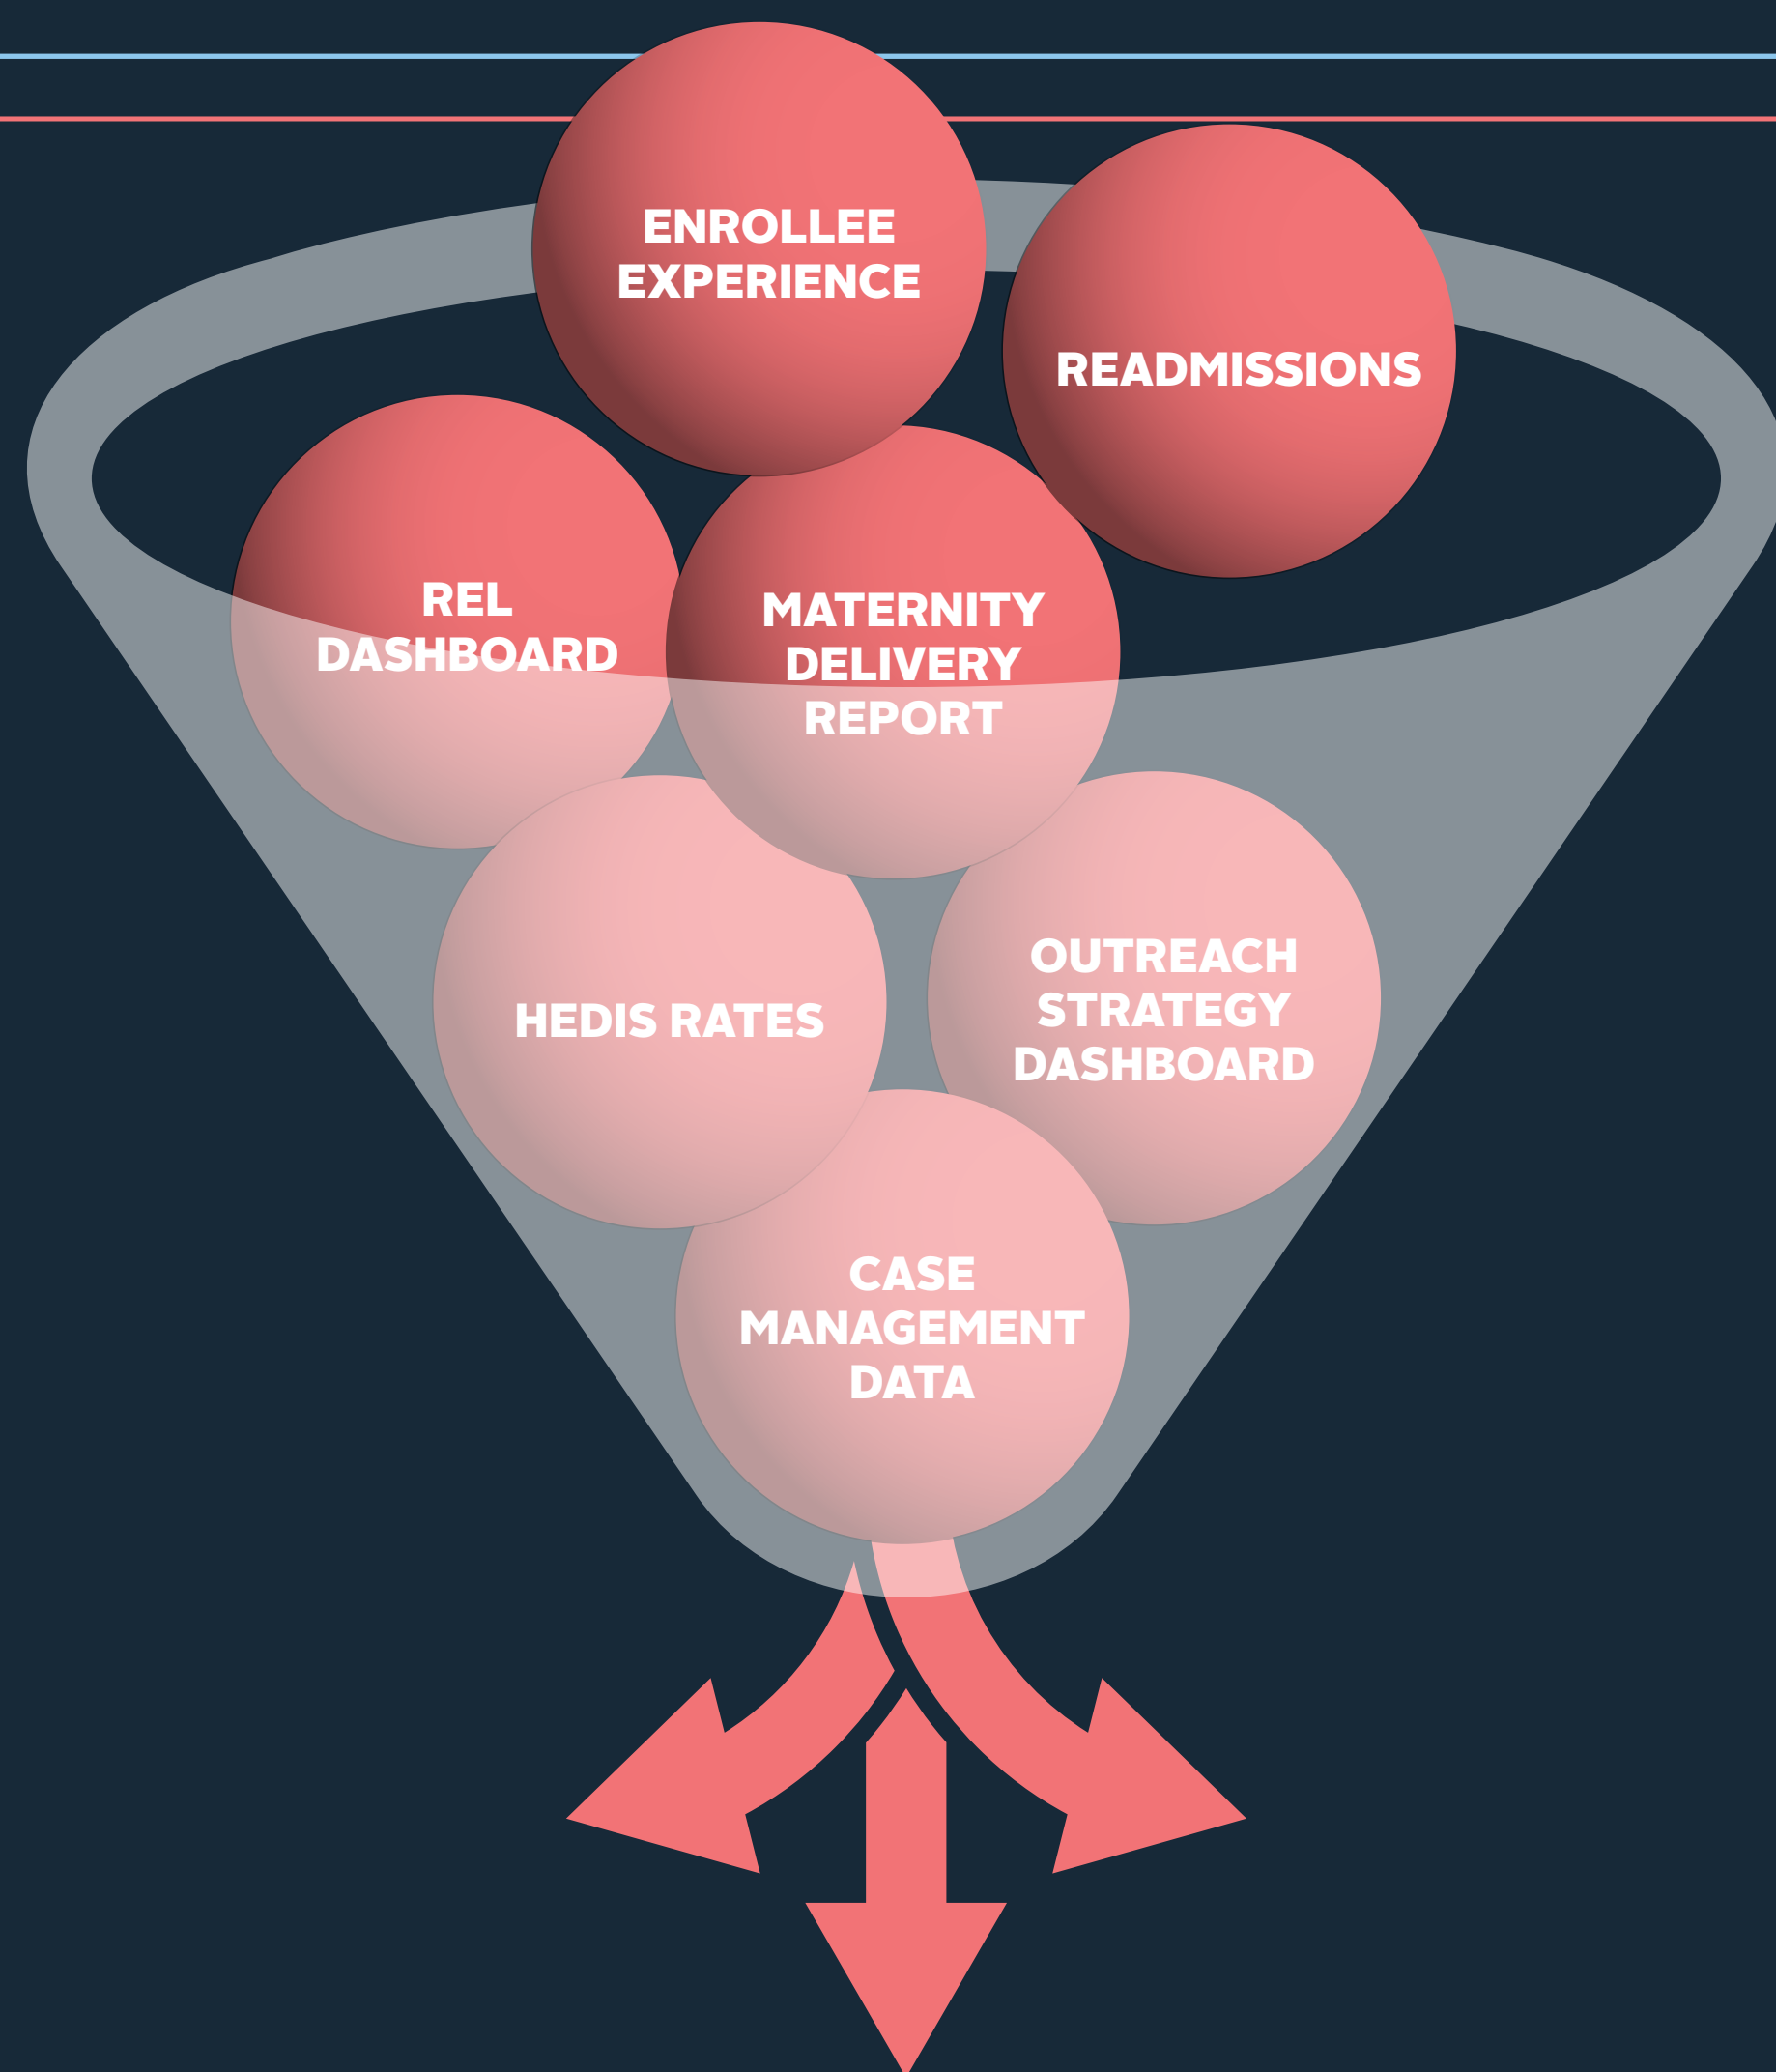 ENROLLEE
EXPERIENCE
READMISSIONS
REL
DASHBOARD
MATERNITY
DELIVERY
REPORT
HEDIS RATES
OUTREACH
STRATEGY
DASHBOARD
CASE
MANAGEMENT
DATA